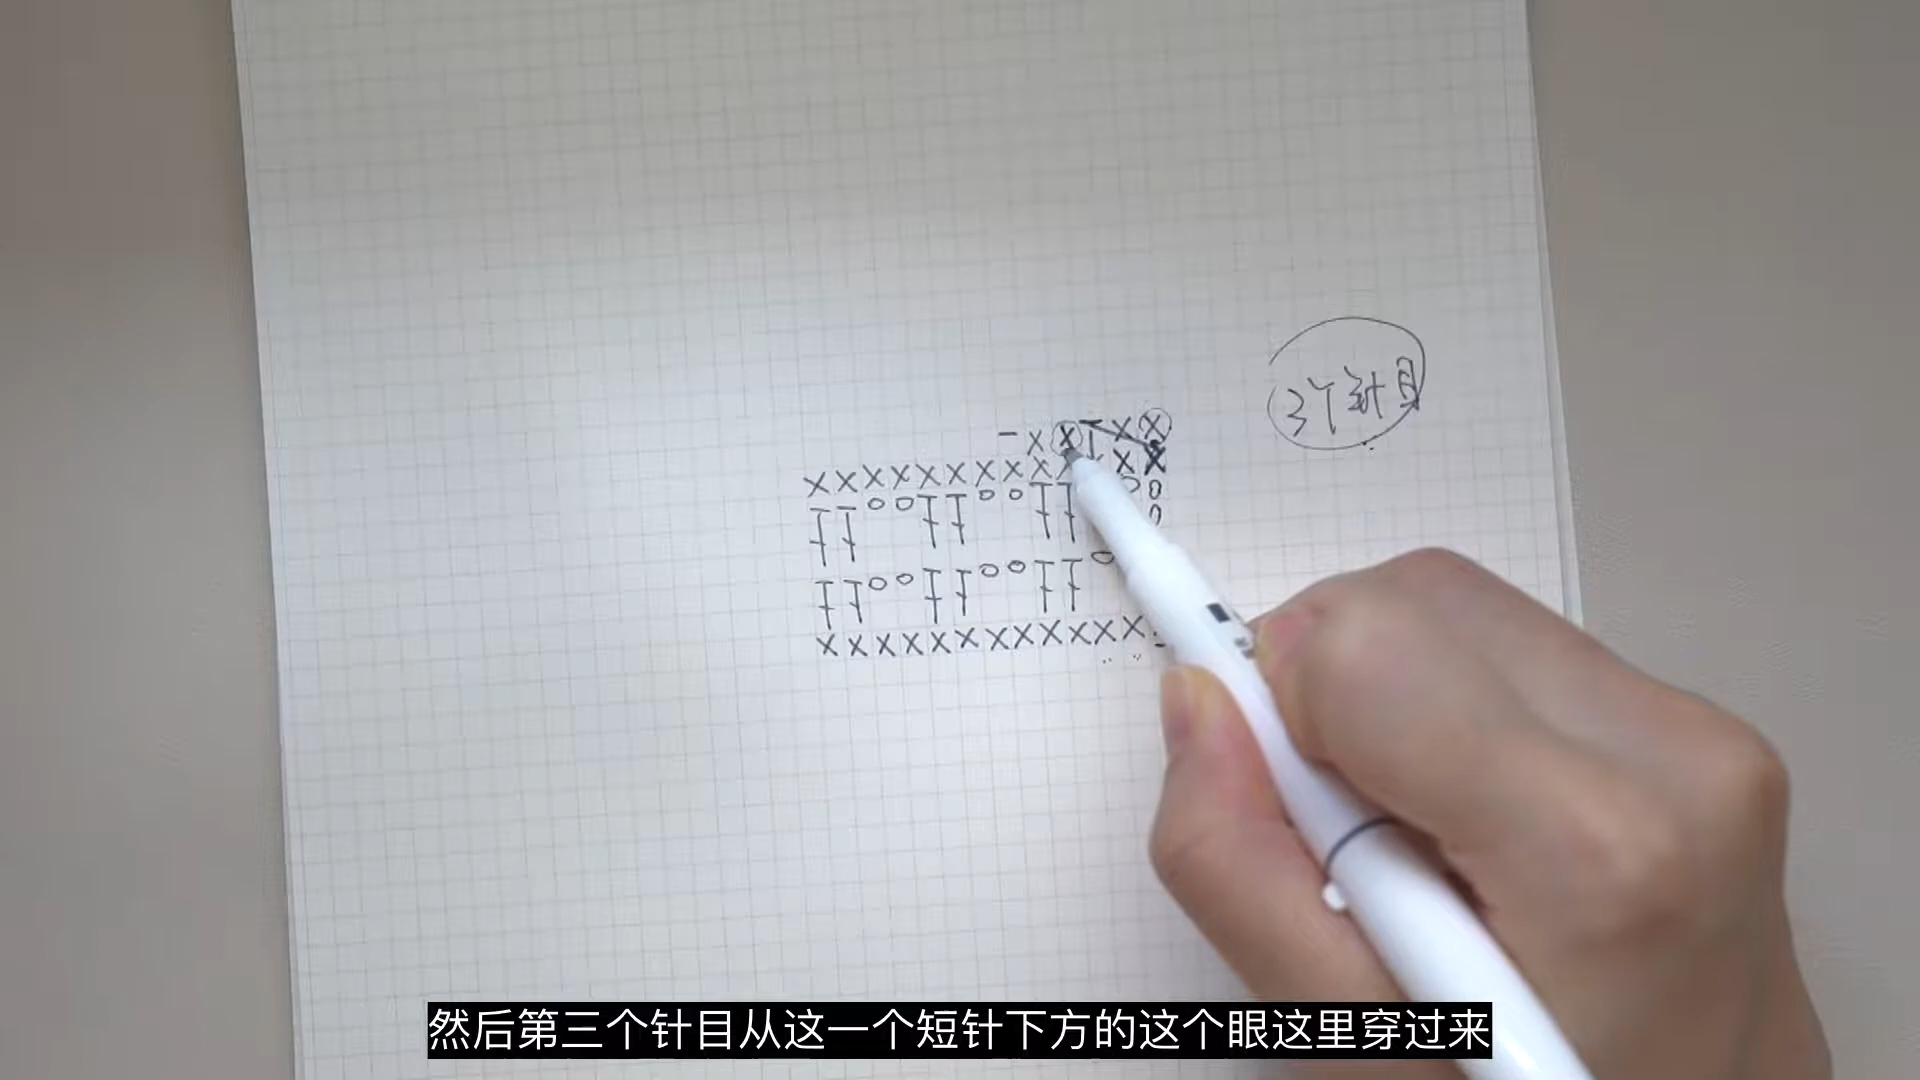 3个针目
- X X T X X
X X X X X X X X X X X X
T T O O T T O O T T O O
O
T T O O T T O O T T O
X X X X X X X X X X X X
然后第三个针目从这一个短针下方的这个眼这里穿过来